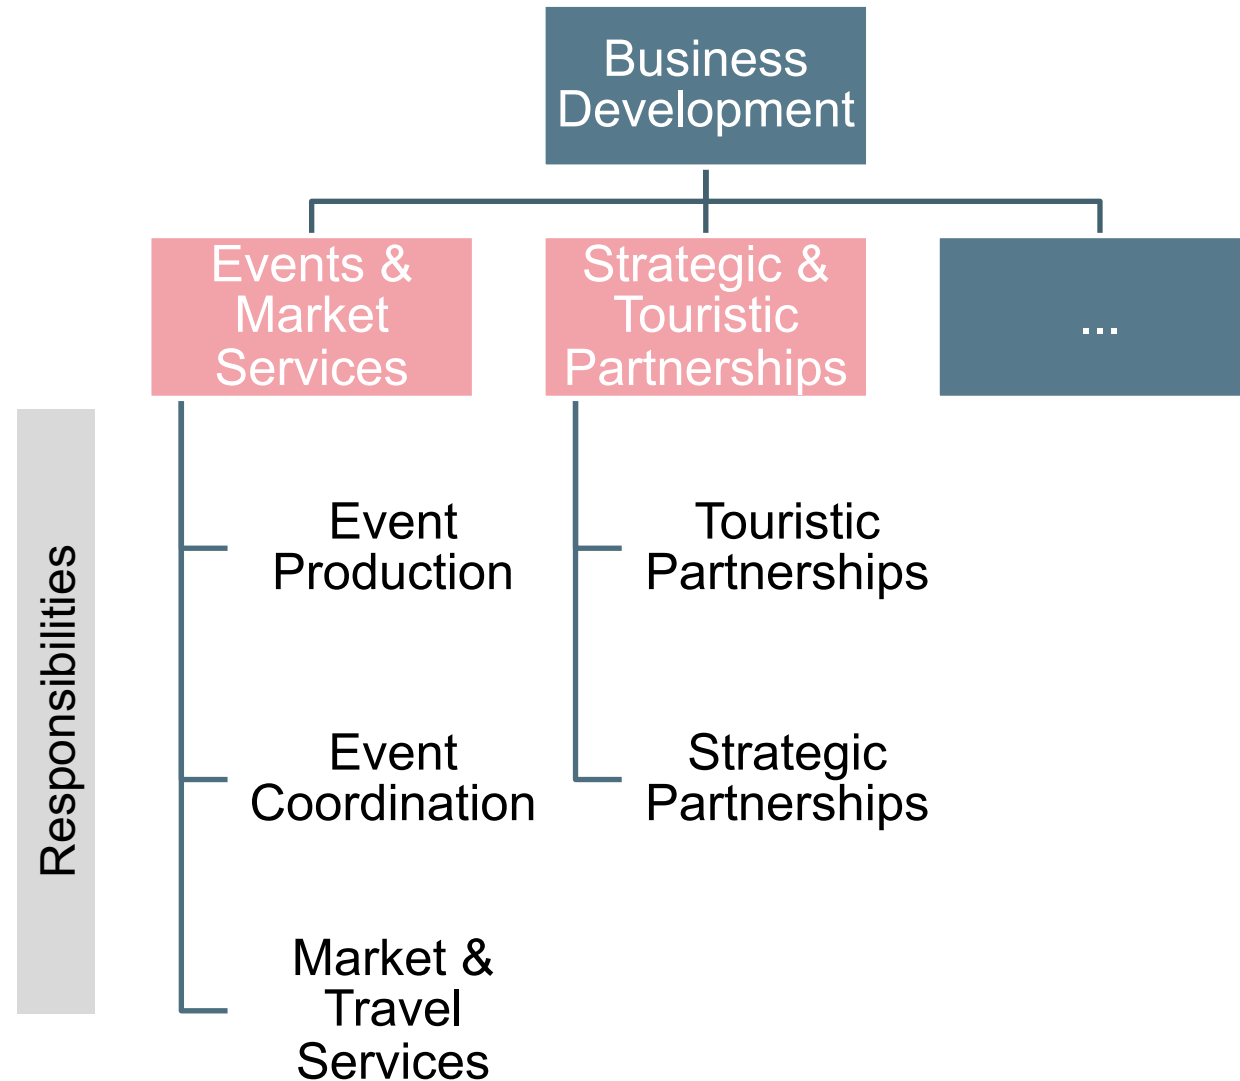 Business
Development
Events &
Market
Services
Strategic &
Touristic
Partnerships
...
Responsibilities
Event
Production
Event
Coordination
Market &
Travel
Services
Touristic
Partnerships
Strategic
Partnerships